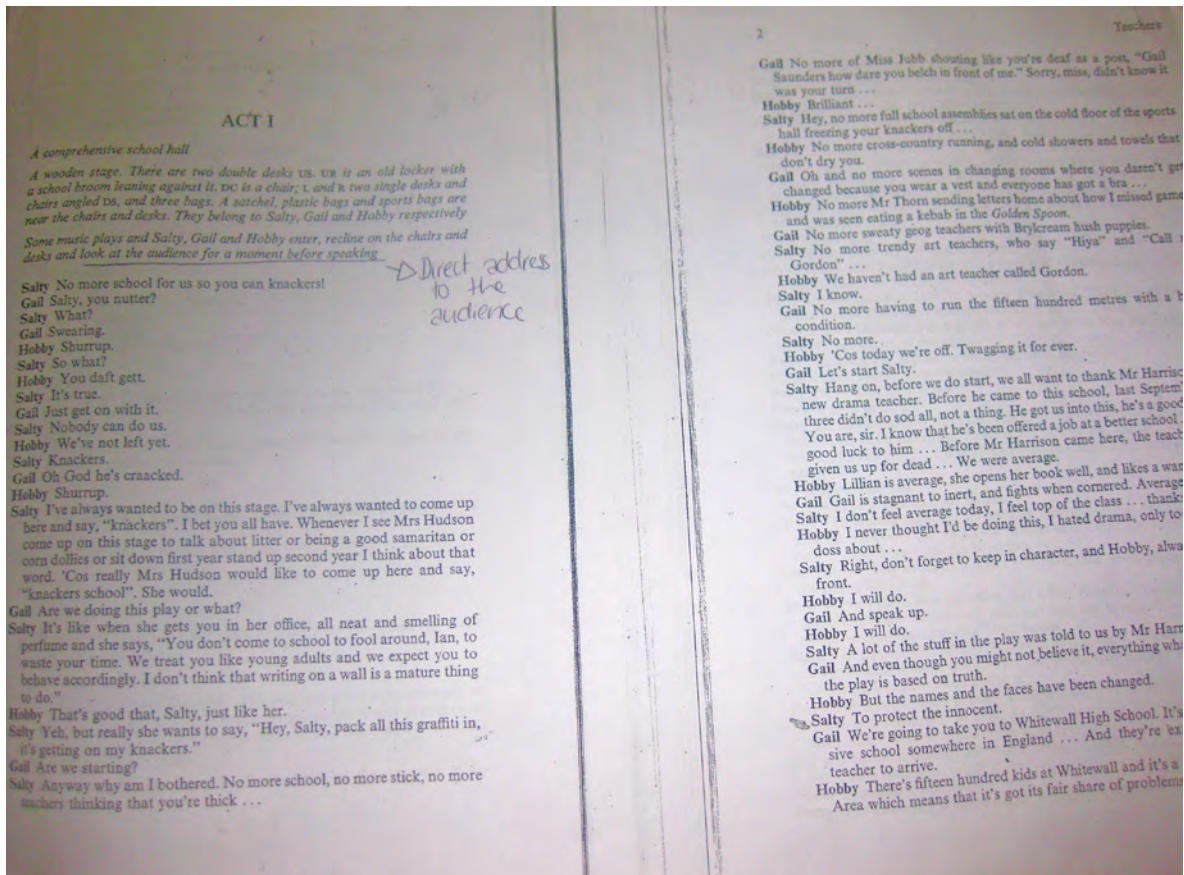 ACT I
A comprehensive school hall
A wooden stage. There are two double desks US. UR is an old locker with
a school broom leaning against it. DC is a chair; L and R two single desks and
chairs angled DS, and three bags. A satchel, plastic bags and sports bags are
near the chairs and desks. They belong to Salty, Gail and Hobby respectively
Some music plays and Salty, Gail and Hobby enter, recline on the chairs and
desks and look at the audience for a moment before speaking
Direct address
to the
audience
Salty No more school for us so you can knackers!
Gail Salty, you nutter?
Salty What?
Gail Swearing.
Hobby Shurrup.
Salty So what?
Hobby You daft gett.
Salty It's true.
Gail Just get on with it.
Salty Nobody can do us.
Hobby We've not left yet.
Salty Knackers.
Gail Oh God he's craacked.
Hobby Shurrup.
Salty I've always wanted to be on this stage. I've always wanted to come up
here and say, "knackers". I bet you all have. Whenever I see Mrs Hudson
come up on this stage to talk about litter or being a good samaritan or
corn dollies or sit down first year stand up second year I think about that
word. 'Cos really Mrs Hudson would like to come up here and say,
"knackers school". She would.
Gail Are we doing this play or what?
Salty It's like when she gets you in her office, all neat and smelling of
perfume and she says, "You don't come to school to fool around, Ian, to
waste your time. We treat you like young adults and we expect you to
behave accordingly. I don't think that writing on a wall is a mature thing
to do."
Hobby That's good that, Salty, just like her.
Salty Yeh, but really she wants to say, "Hey, Salty, pack all this graffiti in,
it's getting on my knackers."
Gail Are we starting?
Salty Anyway why am I bothered. No more school, no more stick, no more
teachers thinking that you're thick ...
2 Teechers
Gail No more of Miss Jubb shouting like you're deaf as a post, "Gail
Saunders how dare you belch in front of me." Sorry, miss, didn't know it
was your turn ...
Hobby Brilliant ...
Salty Hey, no more full school assemblies sat on the cold floor of the sports
hall freezing your knackers off ...
Hobby No more cross-country running, and cold showers and towels that
don't dry you.
Gail Oh and no more scenes in changing rooms where you daren't get
changed because you wear a vest and everyone has got a bra ...
Hobby No more Mr Thorn sending letters home about how I missed game
and was seen eating a kebab in the Golden Spoon.
Gail No more sweaty geog teachers with Brylcream hush puppies.
Salty No more trendy art teachers, who say "Hiya" and "Call
Gordon" ...
Hobby We haven't had an art teacher called Gordon.
Salty I know.
Gail No more having to run the fifteen hundred metres with a
condition.
Salty No more.
Hobby 'Cos today we're off. Twagging it for ever.
Gail Let's start Salty.
Salty Hang on, before we do start, we all want to thank Mr Harriso
new drama teacher. Before he came to this school, last Septem
three didn't do sod all, not a thing. He got us into this, he's a good
You are, sir. I know that he's been offered a job at a better school
good luck to him ... Before Mr Harrison came here, the teach
given us up for dead ... We were average.
Hobby Lillian is average, she opens her book well, and likes a war
Gail Gail is stagnant to inert, and fights when cornered. Average
Salty I don't feel average today, I feel top of the class ... thank
Hobby I never thought I'd be doing this, I hated drama, only to
doss about ...
Salty Right, don't forget to keep in character, and Hobby, alwa
front.
Hobby I will do.
Gail And speak up.
Hobby I will do.
Salty A lot of the stuff in the play was told to us by Mr Harr
Gail And even though you might not believe it, everything wha
the play is based on truth.
Hobby But the names and the faces have been changed.
Salty To protect the innocent.
Gail We're going to take you to Whitewall High School. It's
sive school somewhere in England ... And they're ex
teacher to arrive.
Hobby There's fifteen hundred kids at Whitewall and it's a
Area which means that it's got its fair share of problems